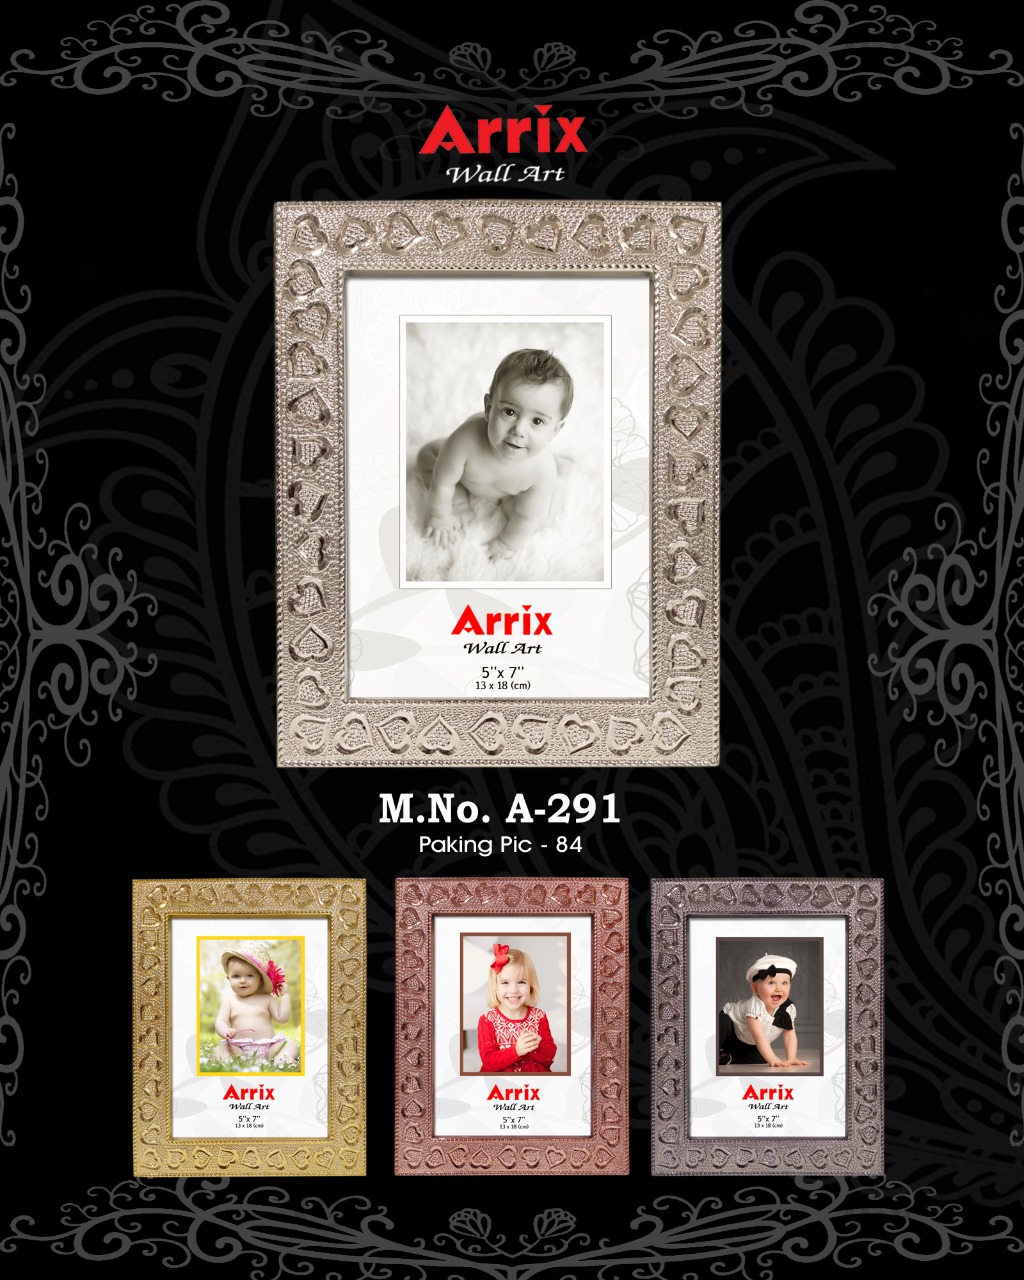 Arrix
Wall Art
Arrix
Wall Art
5"x 7"
13 x 18 (cm)
M.No. A-291
Paking Pic - 84
Arrix
Wall Art
5"x 7"
13 x 18 (cm)
Arrix
Wall Art
5"x 7"
13 x 18 (cm)
Arrix
Wall Art
5"x 7"
13 x 18 (cm)